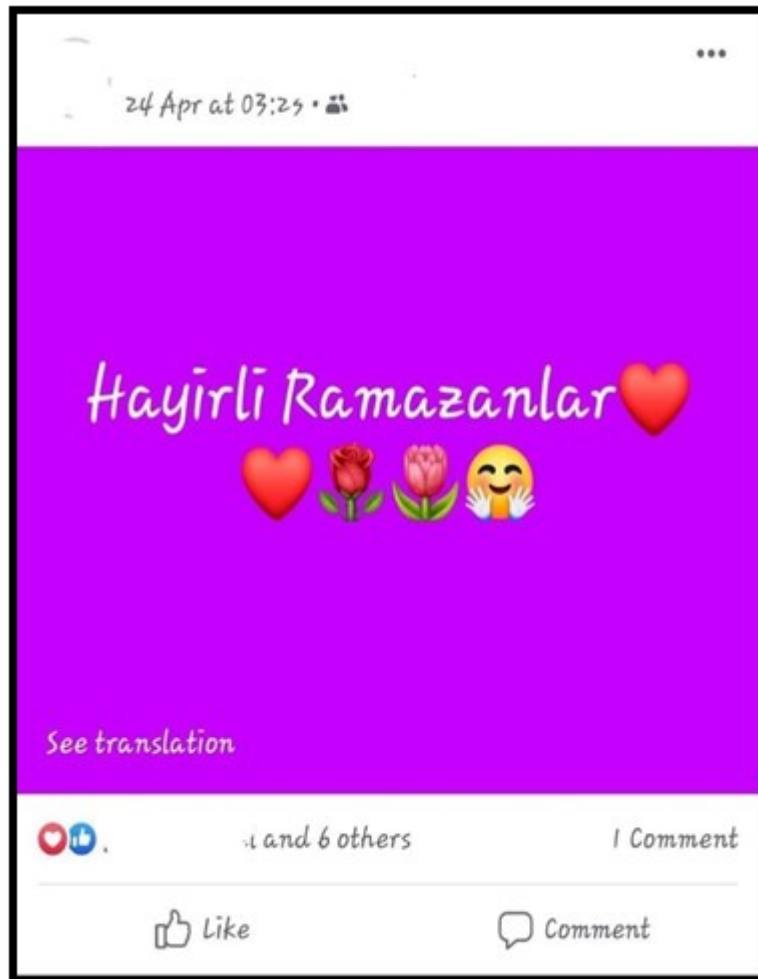 24 Apr at 03:25
Hayirli Ramazanlar❤️
❤️🌹🌷🤗
See translation
and 6 others
1 Comment
Like
Comment